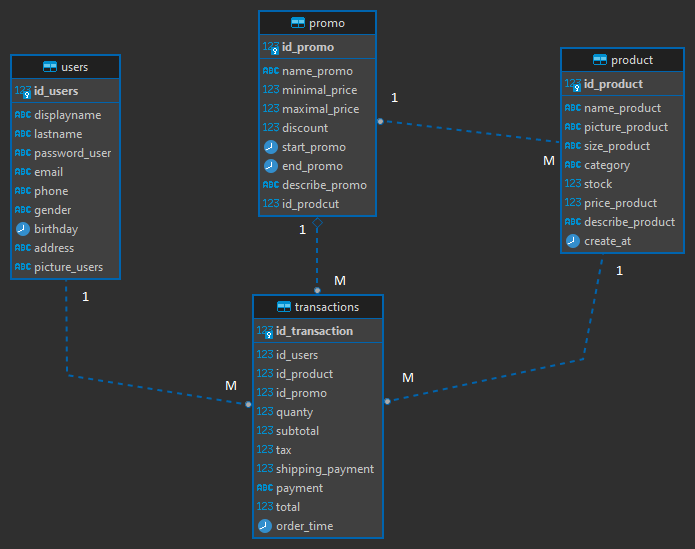 promo
123 id_promo
ABC name_promo
123 minimal_price
123 maximal_price
123 discount
start_promo
end_promo
ABC describe_promo
123 id_prodcut
users
123 id_users
ABC displayname
ABC lastname
ABC password_user
ABC email
ABC phone
ABC gender
birthday
ABC address
ABC picture_users
product
123 id_product
ABC name_product
ABC picture_product
ABC size_product
ABC category
123 stock
123 price_product
ABC describe_product
create_at
1
M
1
M
1
M
1
M
transactions
123 id_transaction
123 id_users
123 id_product
123 id_promo
123 quanty
123 subtotal
123 tax
123 shipping_payment
ABC payment
123 total
order_time